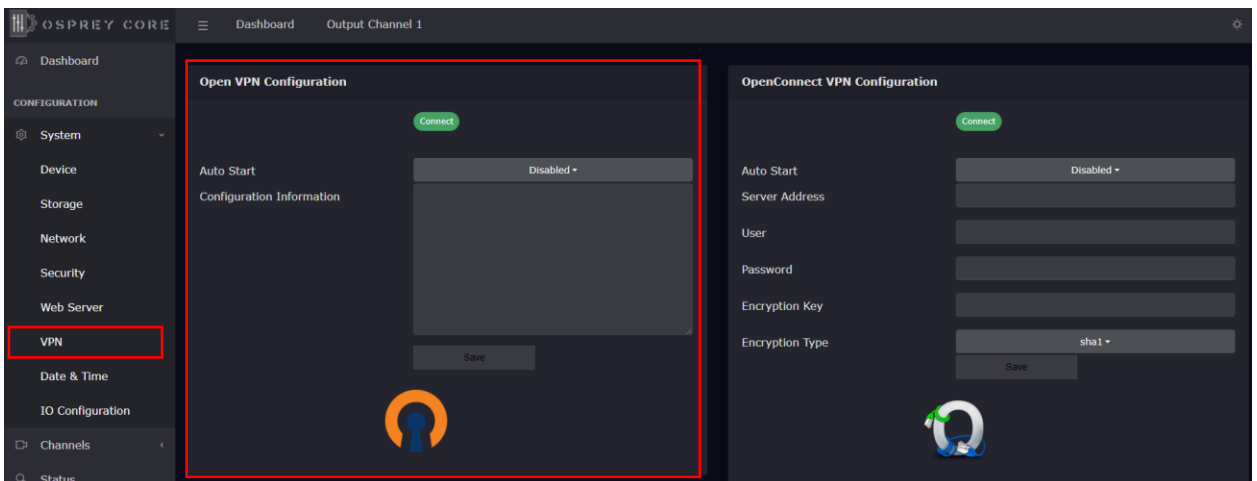 OSPREY CORE
Dashboard Output Channel 1
Dashboard
CONFIGURATION
System
Device
Storage
Network
Security
Web Server
VPN
Date & Time
IO Configuration
Channels
Status
Open VPN Configuration
Connect
Auto Start Disabled
Configuration Information
Save
OpenConnect VPN Configuration
Connect
Auto Start Disabled
Server Address
User
Password
Encryption Key
Encryption Type sha1
Save